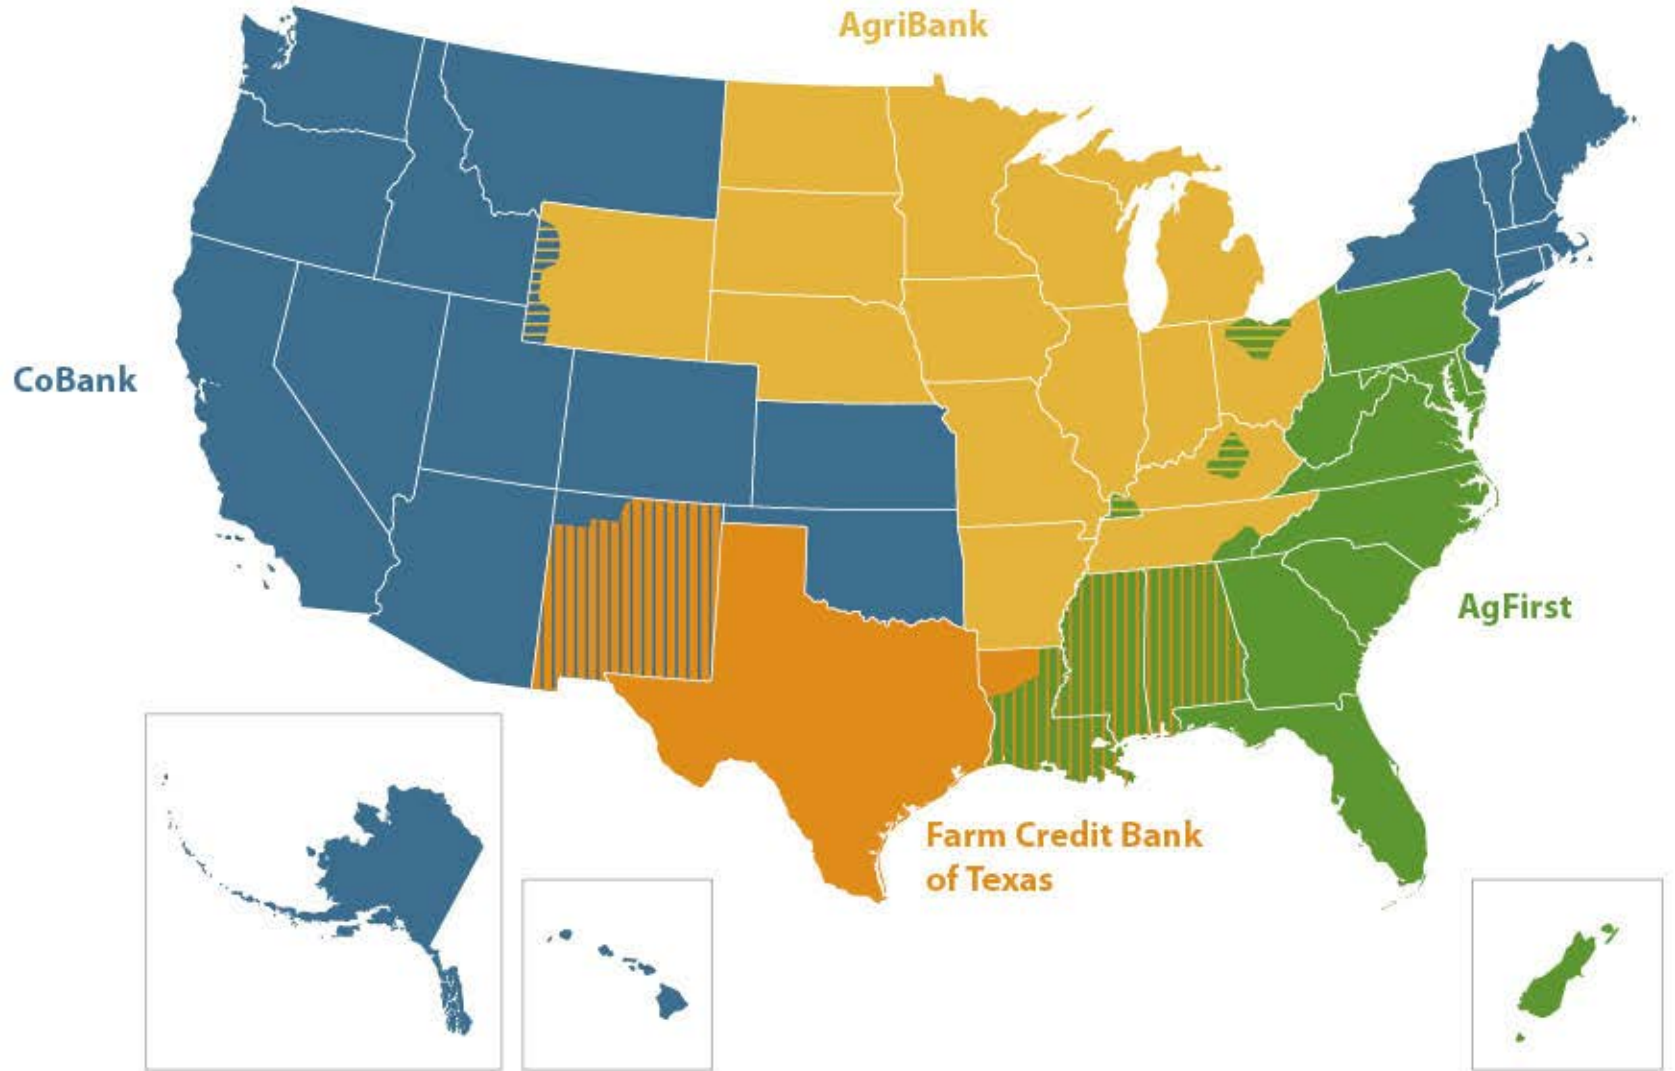 AgriBank
CoBank
AgFirst
Farm Credit Bank
of Texas